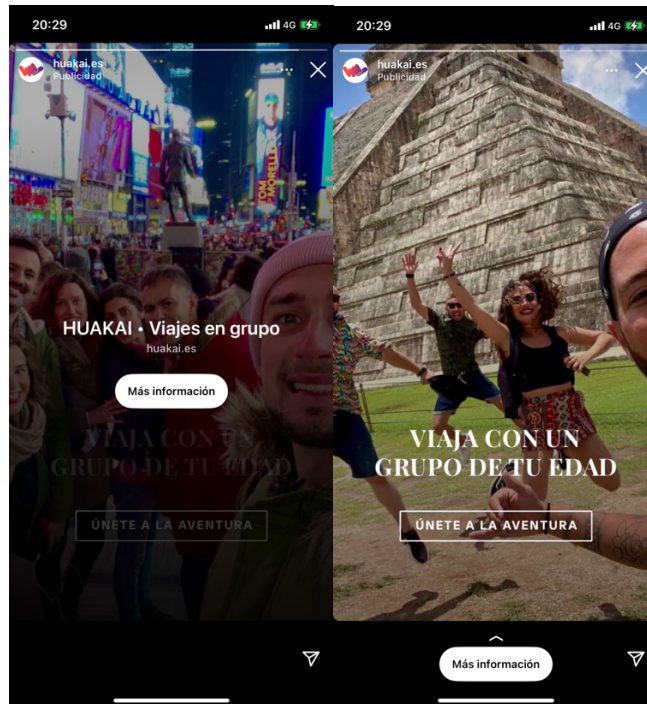 20:29
4G
huakai.es
Publicidad
TOM
MORELLO
HUAKAI • Viajes en grupo
huakai.es
Más información
VIAJA CON UN
GRUPO DE TU EDAD
ÚNETE A LA AVENTURA
20:29
4G
huakai.es
Publicidad
VIAJA CON UN
GRUPO DE TU EDAD
ÚNETE A LA AVENTURA
Más información